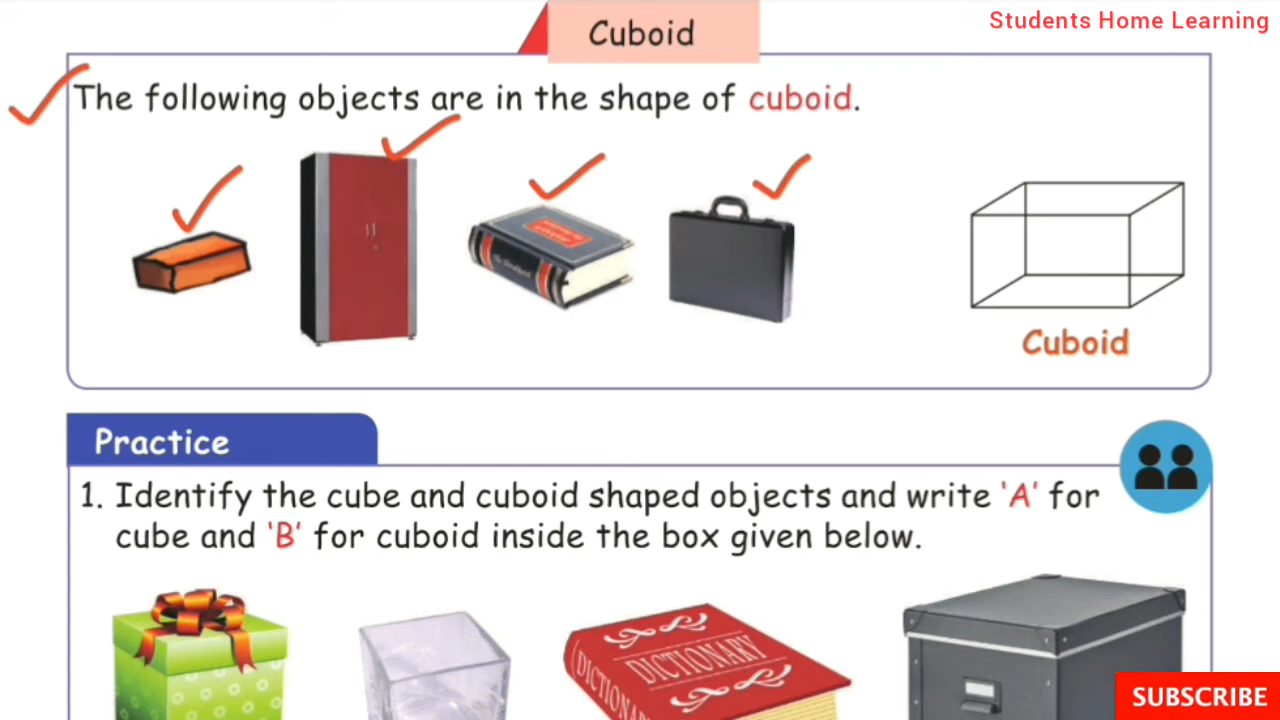 Students Home Learning
Cuboid
The following objects are in the shape of cuboid.
Cuboid
Practice
1. Identify the cube and cuboid shaped objects and write ‘A’ for
cube and ‘B’ for cuboid inside the box given below.
DICTIONARY
DICTIONARY
SUBSCRIBE